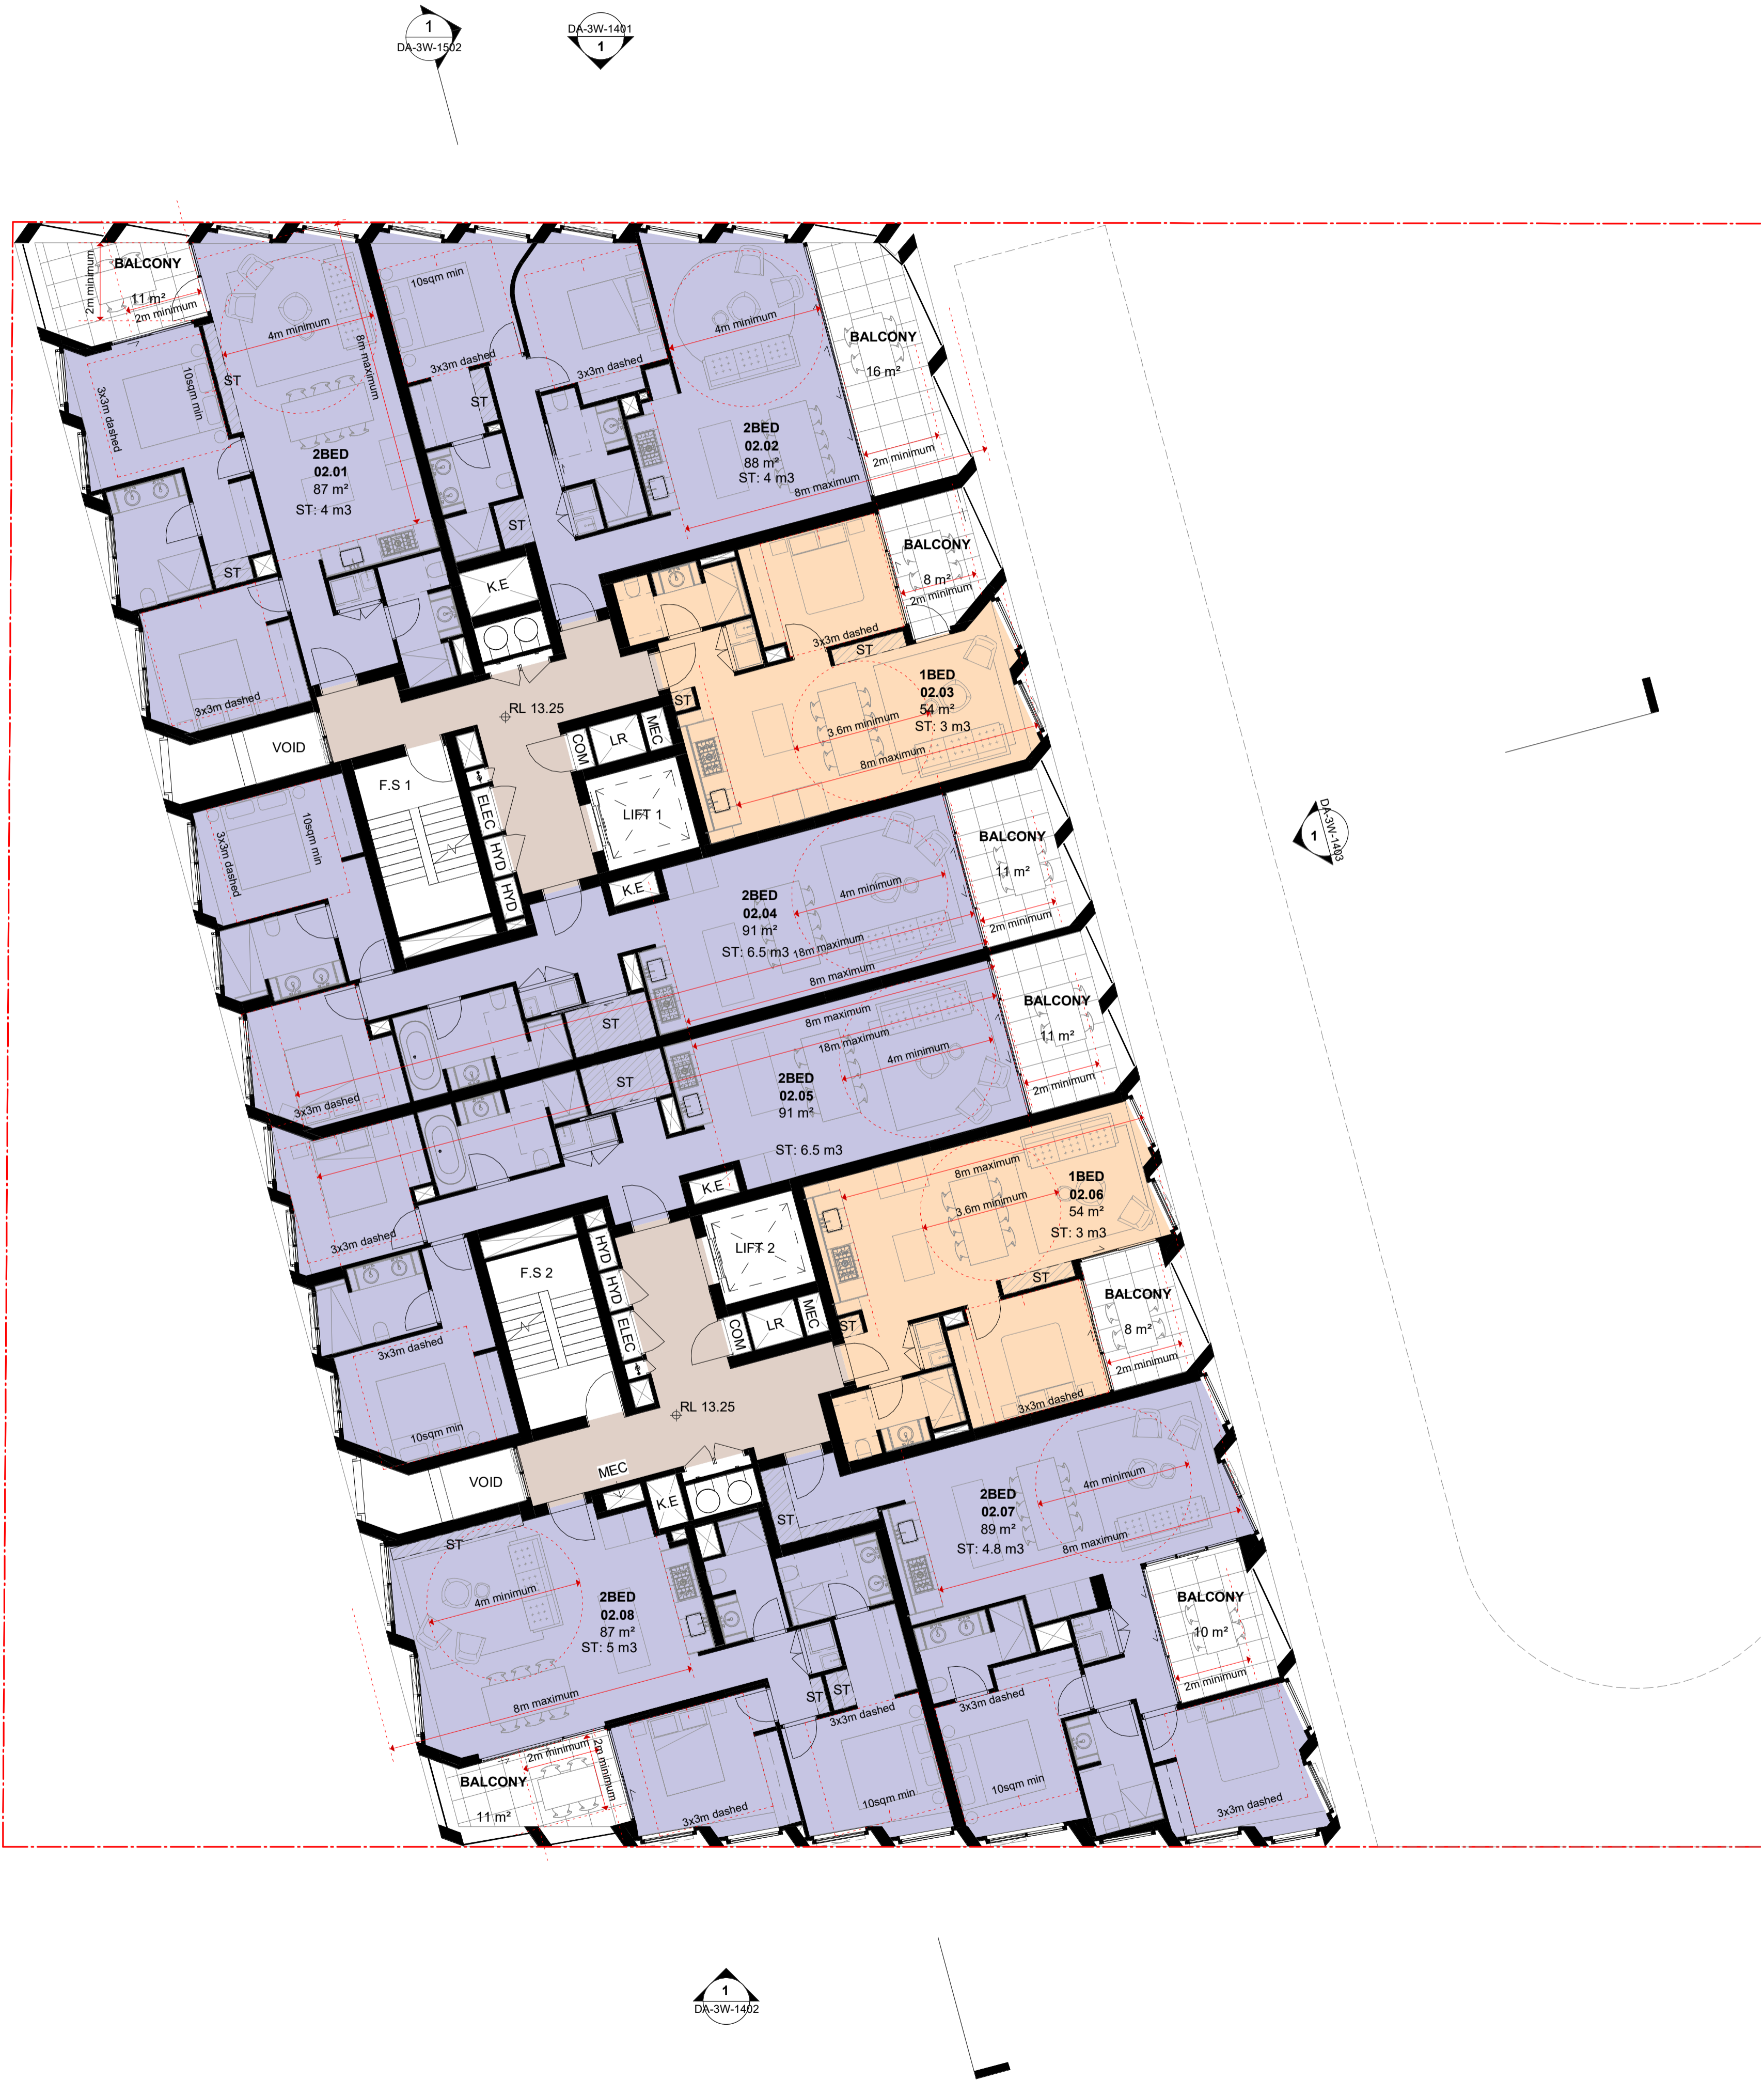 1
DA-3W-1502
DA-3W-1401
1
BALCONY
11 m²
2m minimum
2m minimum
4m minimum
8m maximum
10sqm min
3x3m dashed
ST
3x3m dashed
10sqm min
2BED
02.01
87 m²
ST: 4 m3
ST
3x3m dashed
ST
ST
3x3m dashed
4m minimum
2BED
02.02
88 m²
ST: 4 m3
8m maximum
BALCONY
16 m²
2m minimum
K.E
BALCONY
8 m²
2m minimum
3x3m dashed
ST
1BED
02.03
54 m²
ST: 3 m3
3.6m minimum
8m maximum
ST
RL 13.25
VOID
F.S 1
COM
LR
MEC
LIFT 1
ELEC
HYD
HYD
10sqm min
3x3m dashed
K.E
2BED
02.04
91 m²
ST: 6.5 m3
4m minimum
18m maximum
8m maximum
BALCONY
11 m²
2m minimum
ST
3x3m dashed
DA-3W-1403
1
8m maximum
18m maximum
4m minimum
2BED
02.05
91 m²
ST: 6.5 m3
ST
BALCONY
11 m²
2m minimum
K.E
3x3m dashed
8m maximum
3.6m minimum
1BED
02.06
54 m²
ST: 3 m3
ST
ST
3x3m dashed
BALCONY
8 m²
2m minimum
LIFT 2
F.S 2
HYD
HYD
ELEC
COM
LR
MEC
RL 13.25
3x3m dashed
10sqm min
VOID
MEC
K.E
ST
2BED
02.07
89 m²
ST: 4.8 m3
4m minimum
8m maximum
BALCONY
10 m²
2m minimum
ST
4m minimum
2BED
02.08
87 m²
ST: 5 m3
8m maximum
ST
ST
3x3m dashed
10sqm min
3x3m dashed
10sqm min
3x3m dashed
3x3m dashed
2m minimum
2m minimum
BALCONY
11 m²
1
DA-3W-1402